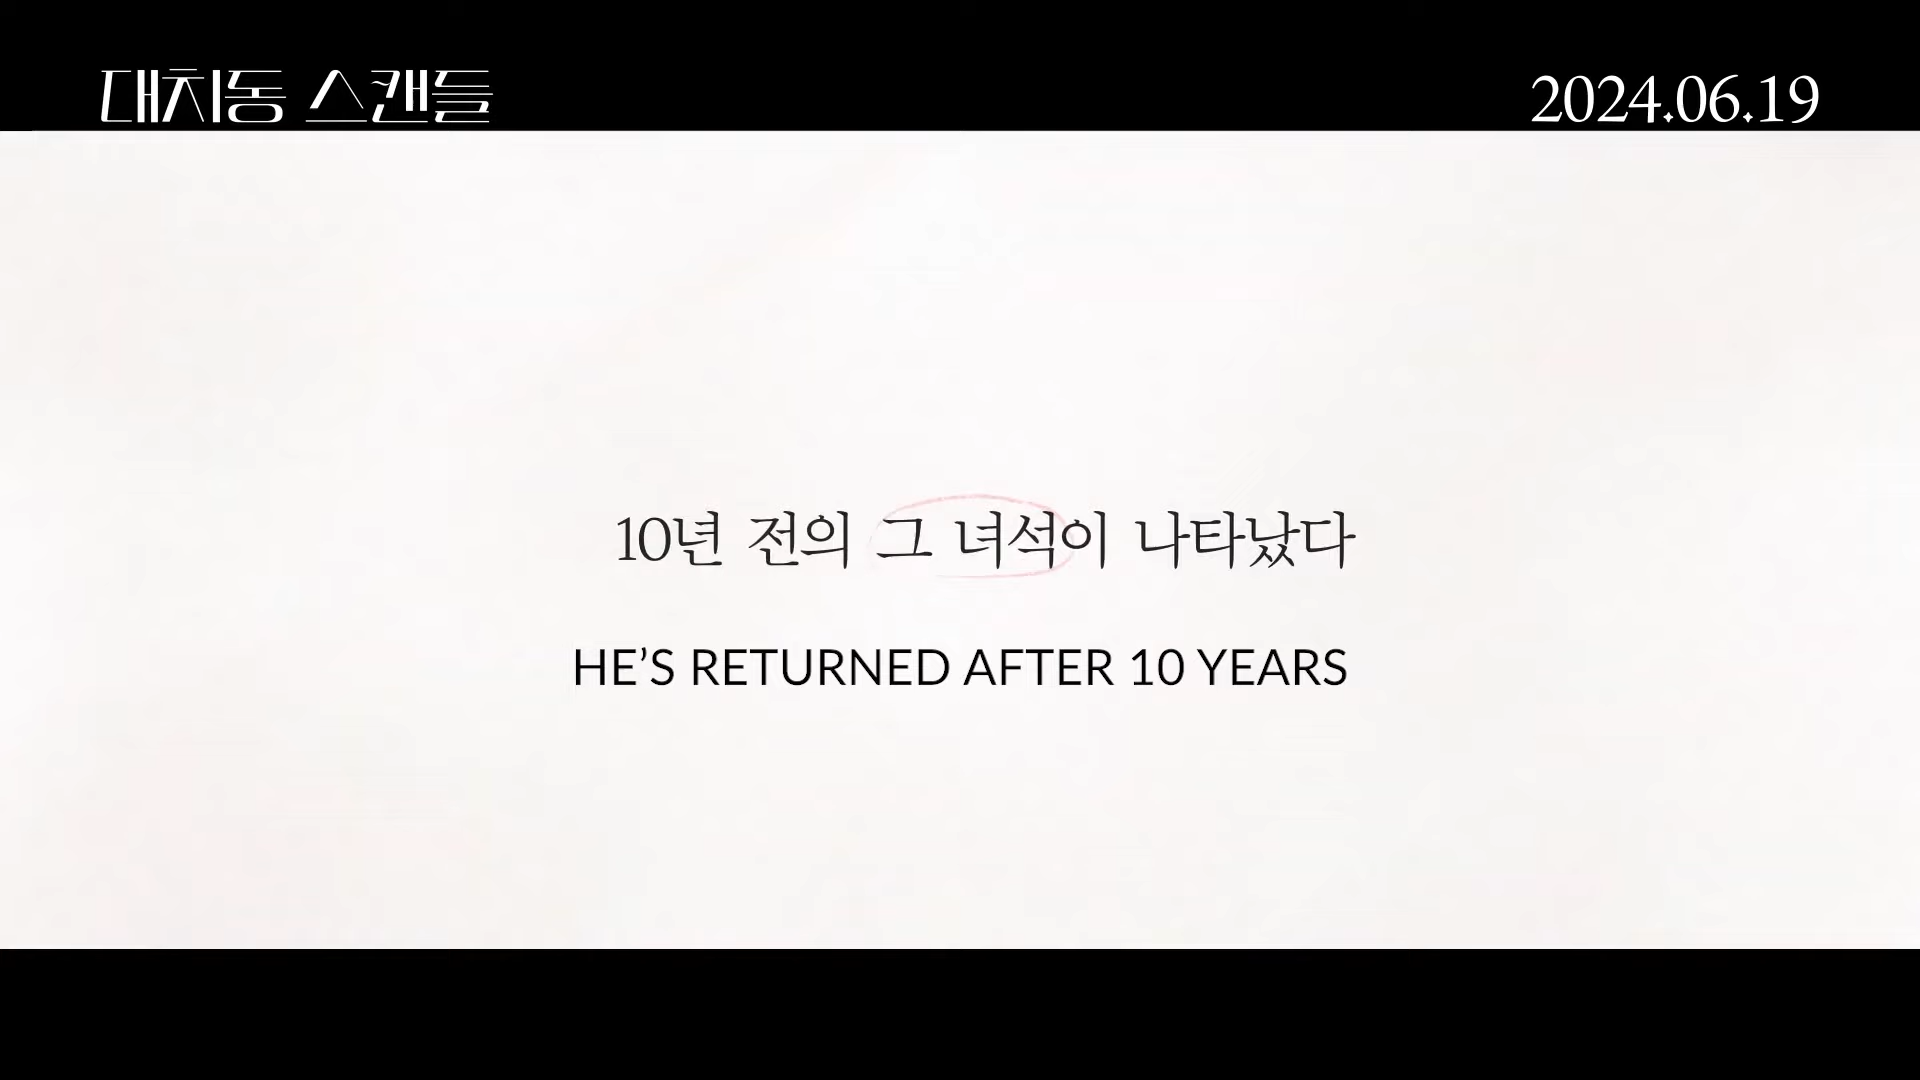 대치동 스캔들
2024.06.19
10년 전의 그 녀석이 나타났다
HE’S RETURNED AFTER 10 YEARS